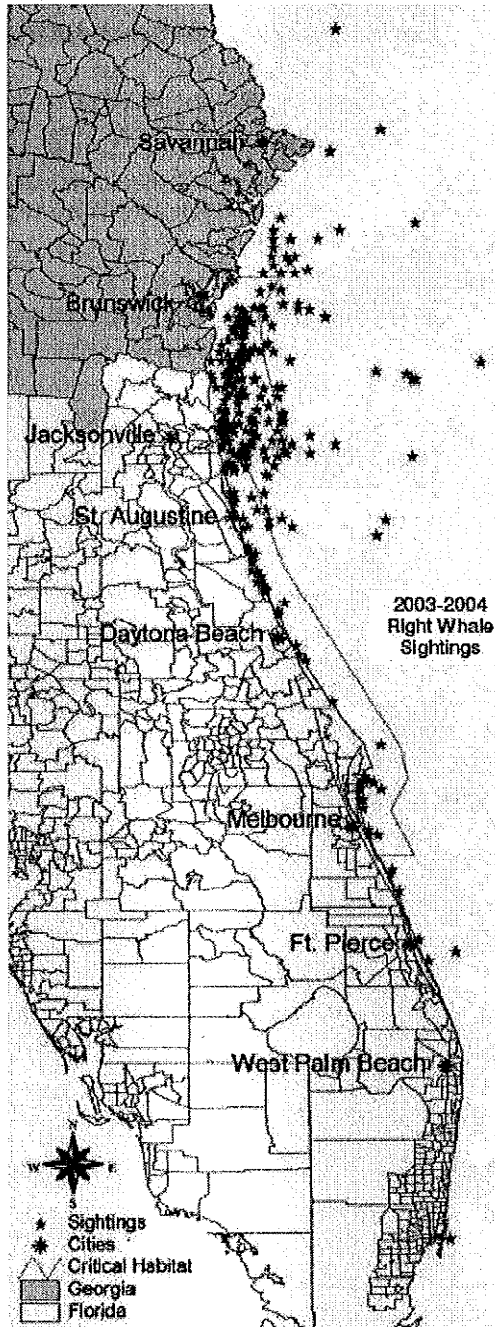 Savannah
Brunswick
Jacksonville
St. Augustine
2003-2004
Right Whale
Sightings
Daytona Beach
Melbourne
Ft. Pierce
West Palm Beach
N
W E
S
Sightings
Cities
Critical Habitat
Georgia
Florida